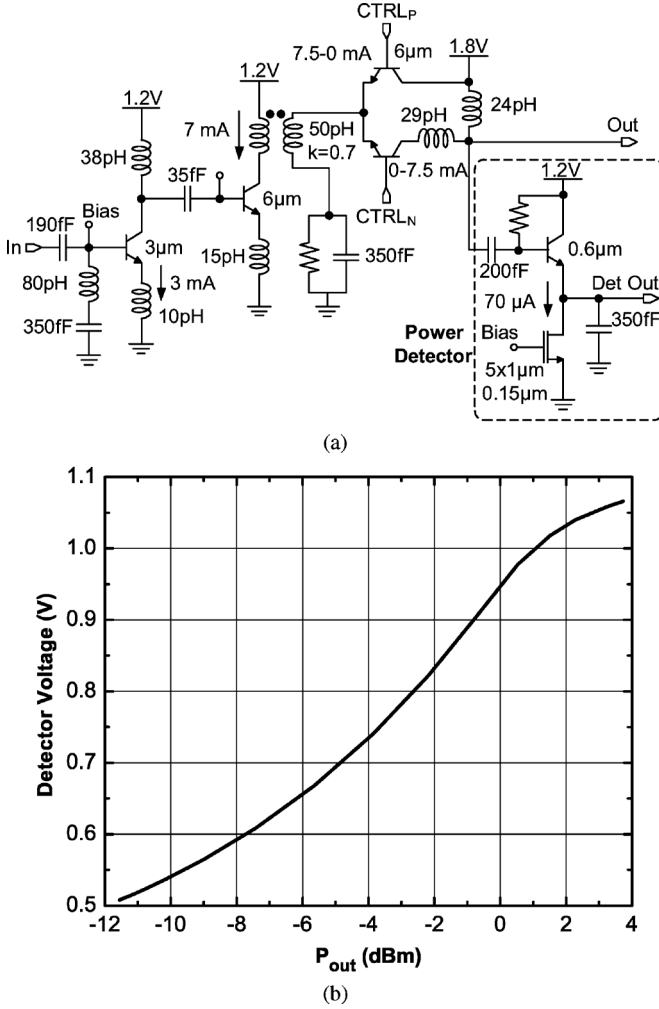 CTRLP
7.5-0 mA
6µm
1.8V
1.2V
1.2V
29pH
24pH
7 mA
50pH
k=0.7
Out
38pH
35fF
0-7.5 mA
1.2V
190fF
Bias
6µm
CTRLN
In
3µm
15pH
350fF
0.6µm
80pH
3 mA
200fF
Det Out
350fF
10pH
70 µA
350fF
Power
Detector
Bias
5x1µm
0.15µm
(a)
Detector Voltage (V)
1.1
1.0
0.9
0.8
0.7
0.6
0.5
-12 -10 -8 -6 -4 -2 0 2 4
Pout (dBm)
(b)